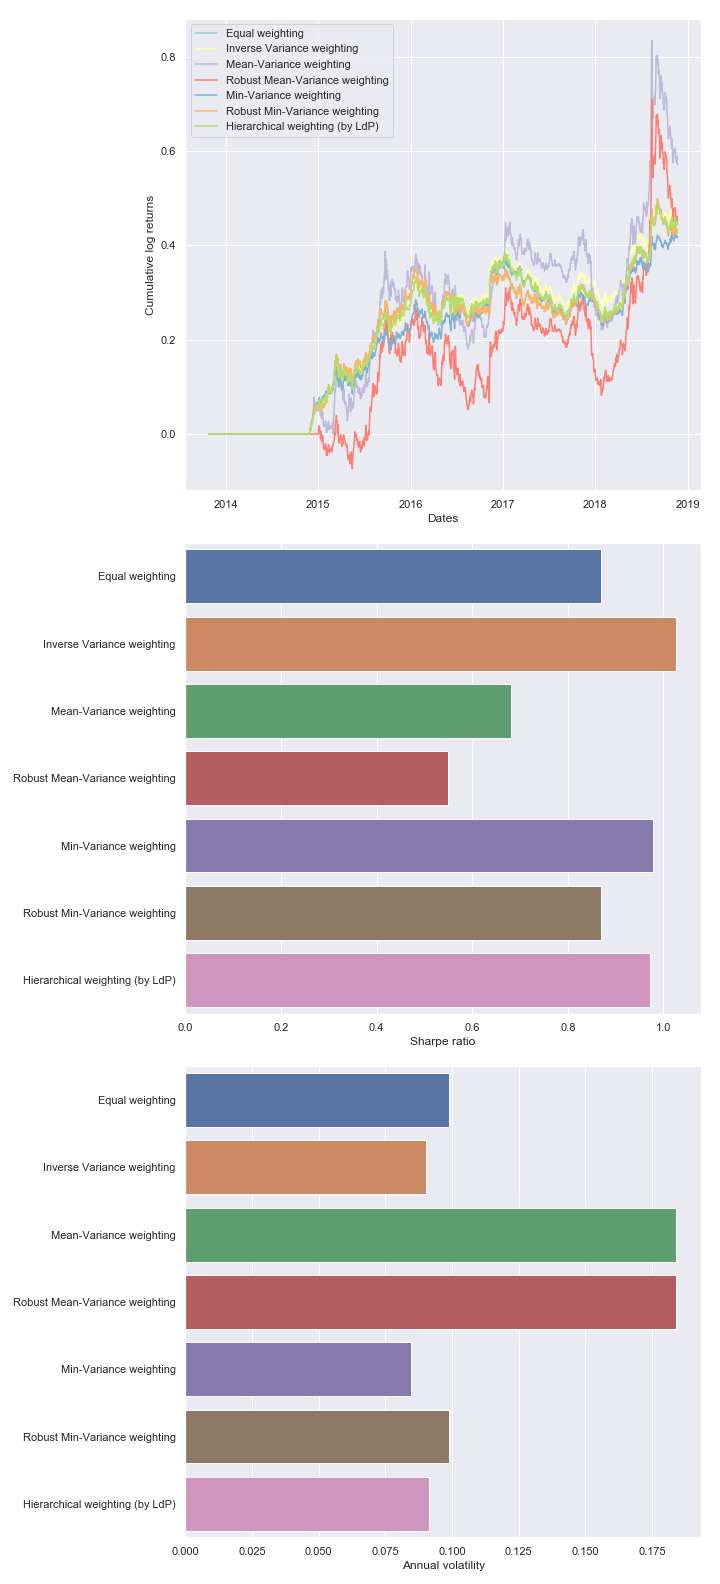 Equal weighting
Inverse Variance weighting
Mean-Variance weighting
Robust Mean-Variance weighting
Min-Variance weighting
Robust Min-Variance weighting
Hierarchical weighting (by LdP)
0.8
0.6
0.4
0.2
0.0
Cumulative log returns
2014 2015 2016 2017 2018 2019
Dates
Equal weighting
Inverse Variance weighting
Mean-Variance weighting
Robust Mean-Variance weighting
Min-Variance weighting
Robust Min-Variance weighting
Hierarchical weighting (by LdP)
0.0 0.2 0.4 0.6 0.8 1.0
Sharpe ratio
Equal weighting
Inverse Variance weighting
Mean-Variance weighting
Robust Mean-Variance weighting
Min-Variance weighting
Robust Min-Variance weighting
Hierarchical weighting (by LdP)
0.000 0.025 0.050 0.075 0.100 0.125 0.150 0.175
Annual volatility